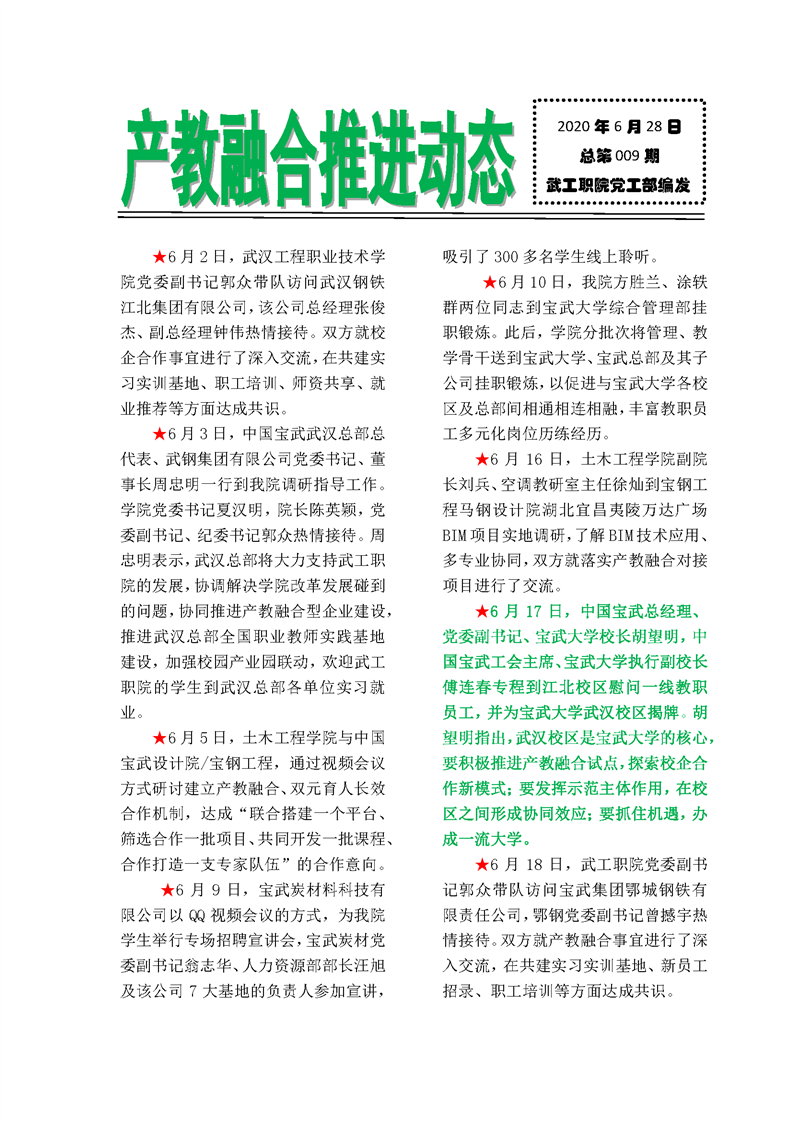 产教融合推进动态
2020 年 6 月 28 日
总第 009 期
武工职院党工部编发
★6 月 2 日，武汉工程职业技术学
院党委副书记郭众带队访问武汉钢铁
江北集团有限公司，该公司总经理张俊
杰、副总经理钟伟热情接待。双方就校
企合作事宜进行了深入交流，在共建实
习实训基地、职工培训、师资共享、就
业推荐等方面达成共识。
★6 月 3 日，中国宝武武汉总部总
代表、武钢集团有限公司党委书记、董
事长周忠明一行到我院调研指导工作。
学院党委书记夏汉明，院长陈英颖，党
委副书记、纪委书记郭众热情接待。周
忠明表示，武汉总部将大力支持武工职
院的发展，协调解决学院改革发展碰到
的问题，协同推进产教融合型企业建设，
推进武汉总部全国职业教师实践基地
建设，加强校园产业园联动，欢迎武工
职院的学生到武汉总部各单位实习就
业。
★6 月 5 日，土木工程学院与中国
宝武设计院/宝钢工程，通过视频会议
方式研讨建立产教融合、双元育人长效
合作机制，达成“联合搭建一个平台、
筛选合作一批项目、共同开发一批课程、
合作打造一支专家队伍”的合作意向。
★6 月 9 日，宝武炭材料科技有
限公司以 QQ 视频会议的方式，为我院
学生举行专场招聘宣讲会，宝武炭材党
委副书记翁志华、人力资源部部长汪旭
及该公司 7 大基地的负责人参加宣讲，
吸引了 300 多名学生线上聆听。
★6 月 10 日，我院方胜兰、涂轶
群两位同志到宝武大学综合管理部挂
职锻炼。此后，学院分批次将管理、教
学骨干送到宝武大学、宝武总部及其子
公司挂职锻炼，以促进与宝武大学各校
区及总部间相通相连相融，丰富教职员
工多元化岗位历练经历。
★6 月 16 日，土木工程学院副院
长刘兵、空调教研室主任徐灿到宝钢工
程马钢设计院湖北宜昌夷陵万达广场
BIM 项目实地调研，了解 BIM 技术应用、
多专业协同，双方就落实产教融合对接
项目进行了交流。
★6 月 17 日，中国宝武总经理、
党委副书记、宝武大学校长胡望明，中
国宝武工会主席、宝武大学执行副校长
傅连春专程到江北校区慰问一线教职
员工，并为宝武大学武汉校区揭牌。胡
望明指出，武汉校区是宝武大学的核心，
要积极推进产教融合试点，探索校企合
作新模式；要发挥示范主体作用，在校
区之间形成协同效应；要抓住机遇，办
成一流大学。
★6 月 18 日，武工职院党委副书
记郭众带队访问宝武集团鄂城钢铁有
限责任公司，鄂钢党委副书记曾撼宇热
情接待。双方就产教融合事宜进行了深
入交流，在共建实习实训基地、新员工
招录、职工培训等方面达成共识。